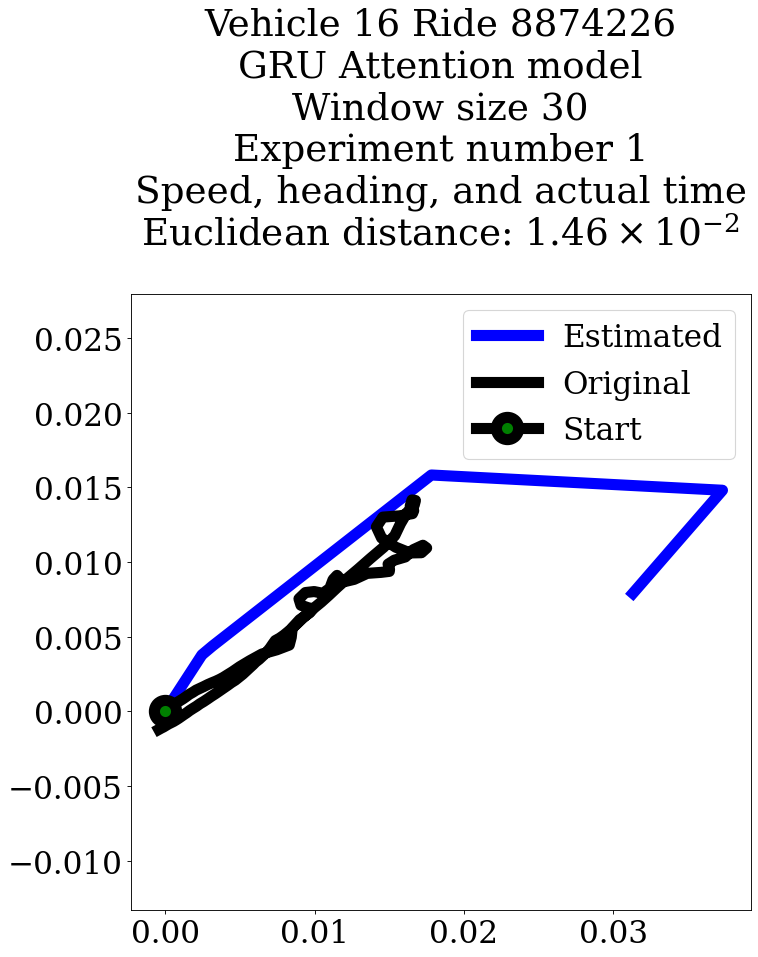 Vehicle 16 Ride 8874226
GRU Attention model
Window size 30
Experiment number 1
Speed, heading, and actual time
Euclidean distance: 1.46 × 10⁻²
Estimated
Original
Start
0.025
0.020
0.015
0.010
0.005
0.000
−0.005
−0.010
0.00 0.01 0.02 0.03